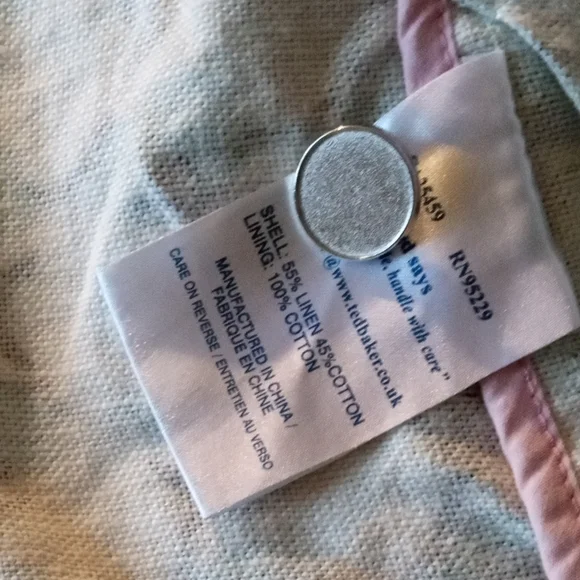 35459
RN95229
says
handle with care"
@www.tedbaker.co.uk
SHELL: 55% LINEN 45%COTTON
LINING: 100% COTTON
MANUFACTURED IN CHINA /
FABRIQUE EN CHINE
CARE ON REVERSE / ENTRETIEN AU VERSO